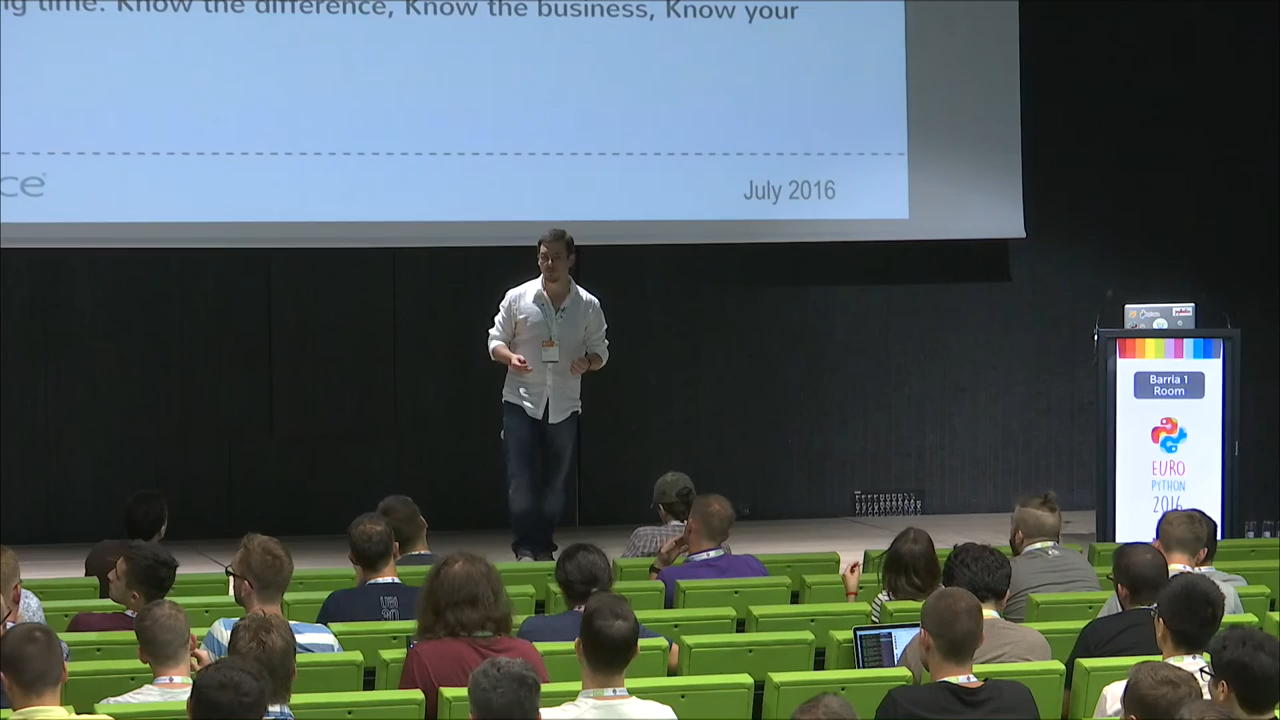 time. Know the difference, Know the business, Know your
ce
July 2016
Barria 1
Room
EURO
PYTHON
2016